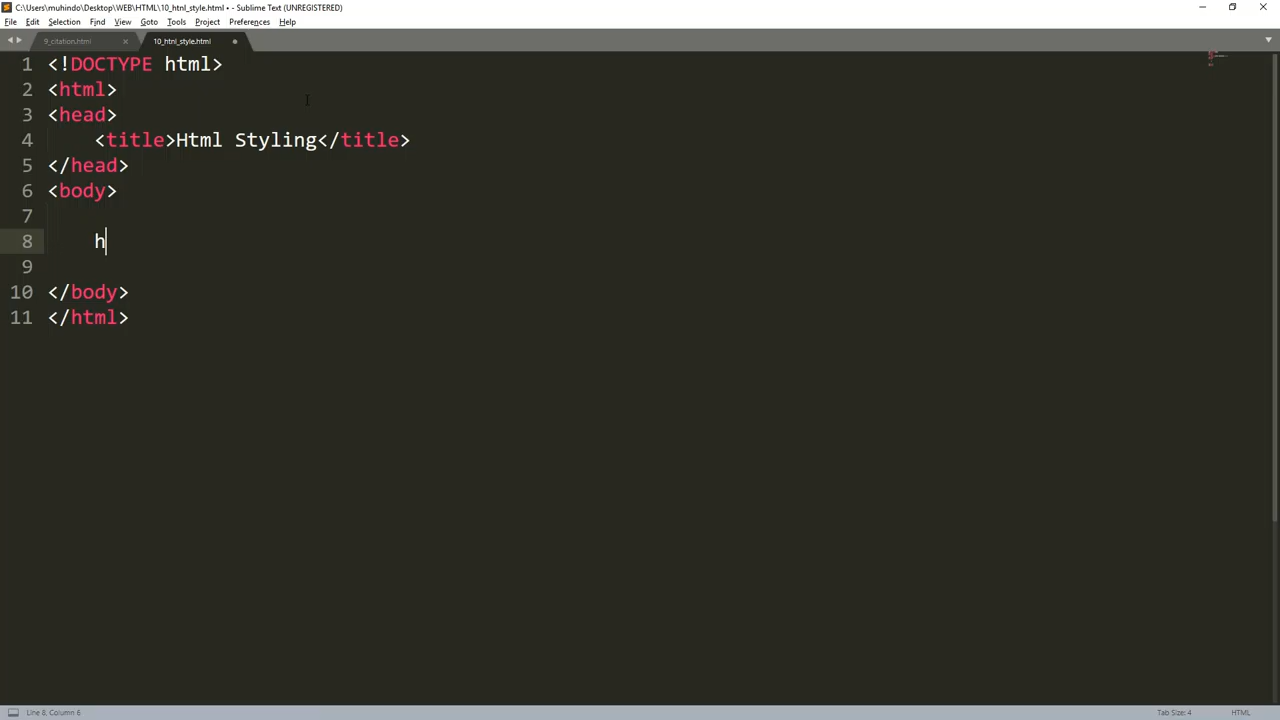 C:\Users\muhindo\Desktop\WEB\HTML\10_htnl_style.html • - Sublime Text (UNREGISTERED)
File Edit Selection Find View Goto Tools Project Preferences Help
9_citation.html 10_htnl_style.html
1 <!DOCTYPE html>
2 <html>
3 <head>
4 <title>Html Styling</title>
5 </head>
6 <body>
7
8 h
9
10 </body>
11 </html>
Line 8, Column 6 Tab Size: 4 HTML